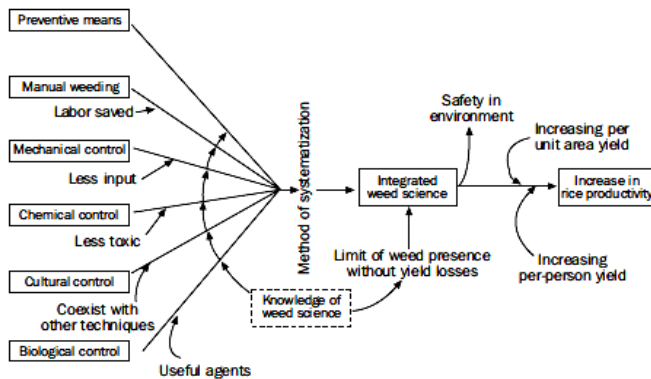 Preventive means
Manual weeding
Labor saved
Mechanical control
Less input
Chemical control
Less toxic
Cultural control
Coexist with
other techniques
Biological control
Useful agents
Knowledge of
weed science
Method of systematization
Integrated
weed science
Limit of weed presence
without yield losses
Safety in
environment
Increasing per
unit area yield
Increasing
per-person yield
Increase in
rice productivity